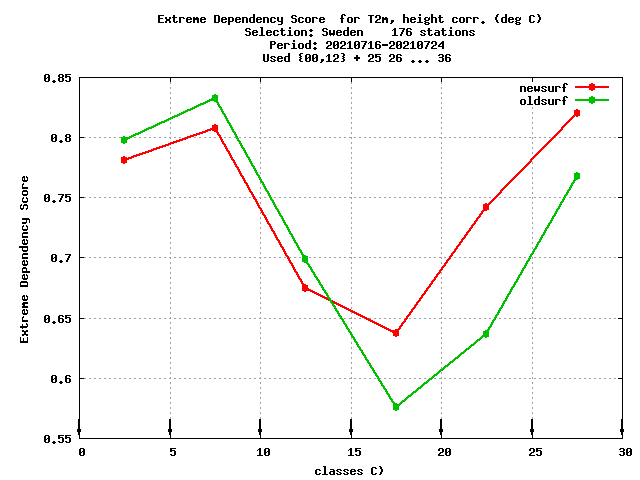 Extreme Dependency Score  for T2m, height corr. (deg C)
Selection: Sweden    176 stations
Period: 20210716-20210724
Used {00,12} + 25 26 ... 36
newsurf
oldsurf
Extreme Dependency Score
0.85
0.8
0.75
0.7
0.65
0.6
0.55
0 5 10 15 20 25 30
classes C)